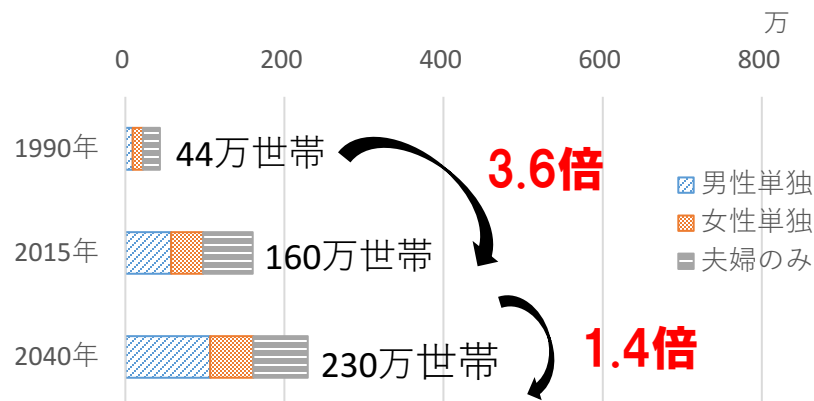 万
0 200 400 600 800
1990年 44万世帯
3.6倍
男性単独
女性単独
夫婦のみ
2015年 160万世帯
2040年 230万世帯
1.4倍